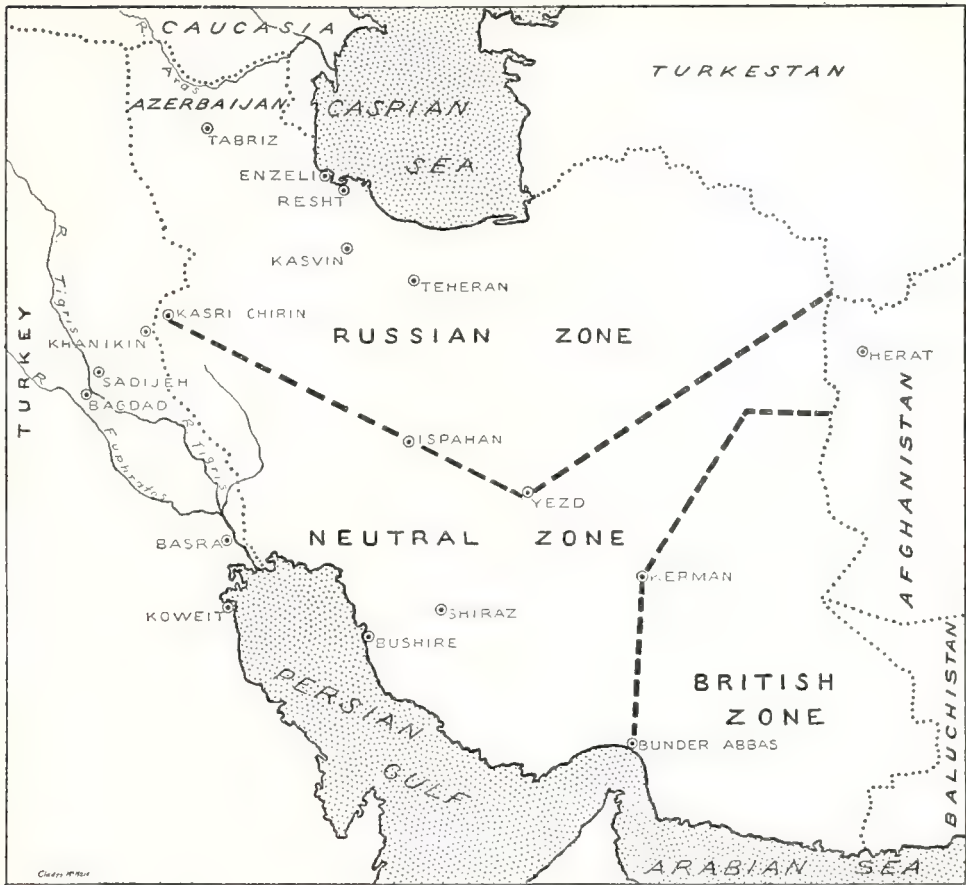 CAUCASIA
R. Aras
TURKESTAN
AZERBAIJAN
CASPIAN
SEA
TABRIZ
ENZELI
RESHT
KASVIN
TEHERAN
R. Tigris
KASRI CHIRIN
RUSSIAN ZONE
KHANIKIN
HERAT
TURKEY
SADIJEH
BAGDAD
R. Euphrates
R. Tigris
ISPAHAN
AFGHANISTAN
YEZD
BASRA
NEUTRAL ZONE
KERMAN
KOWEIT
SHIRAZ
BUSHIRE
PERSIAN
GULF
BRITISH
ZONE
BALUCHISTAN
BUNDER ABBAS
ARABIAN SEA